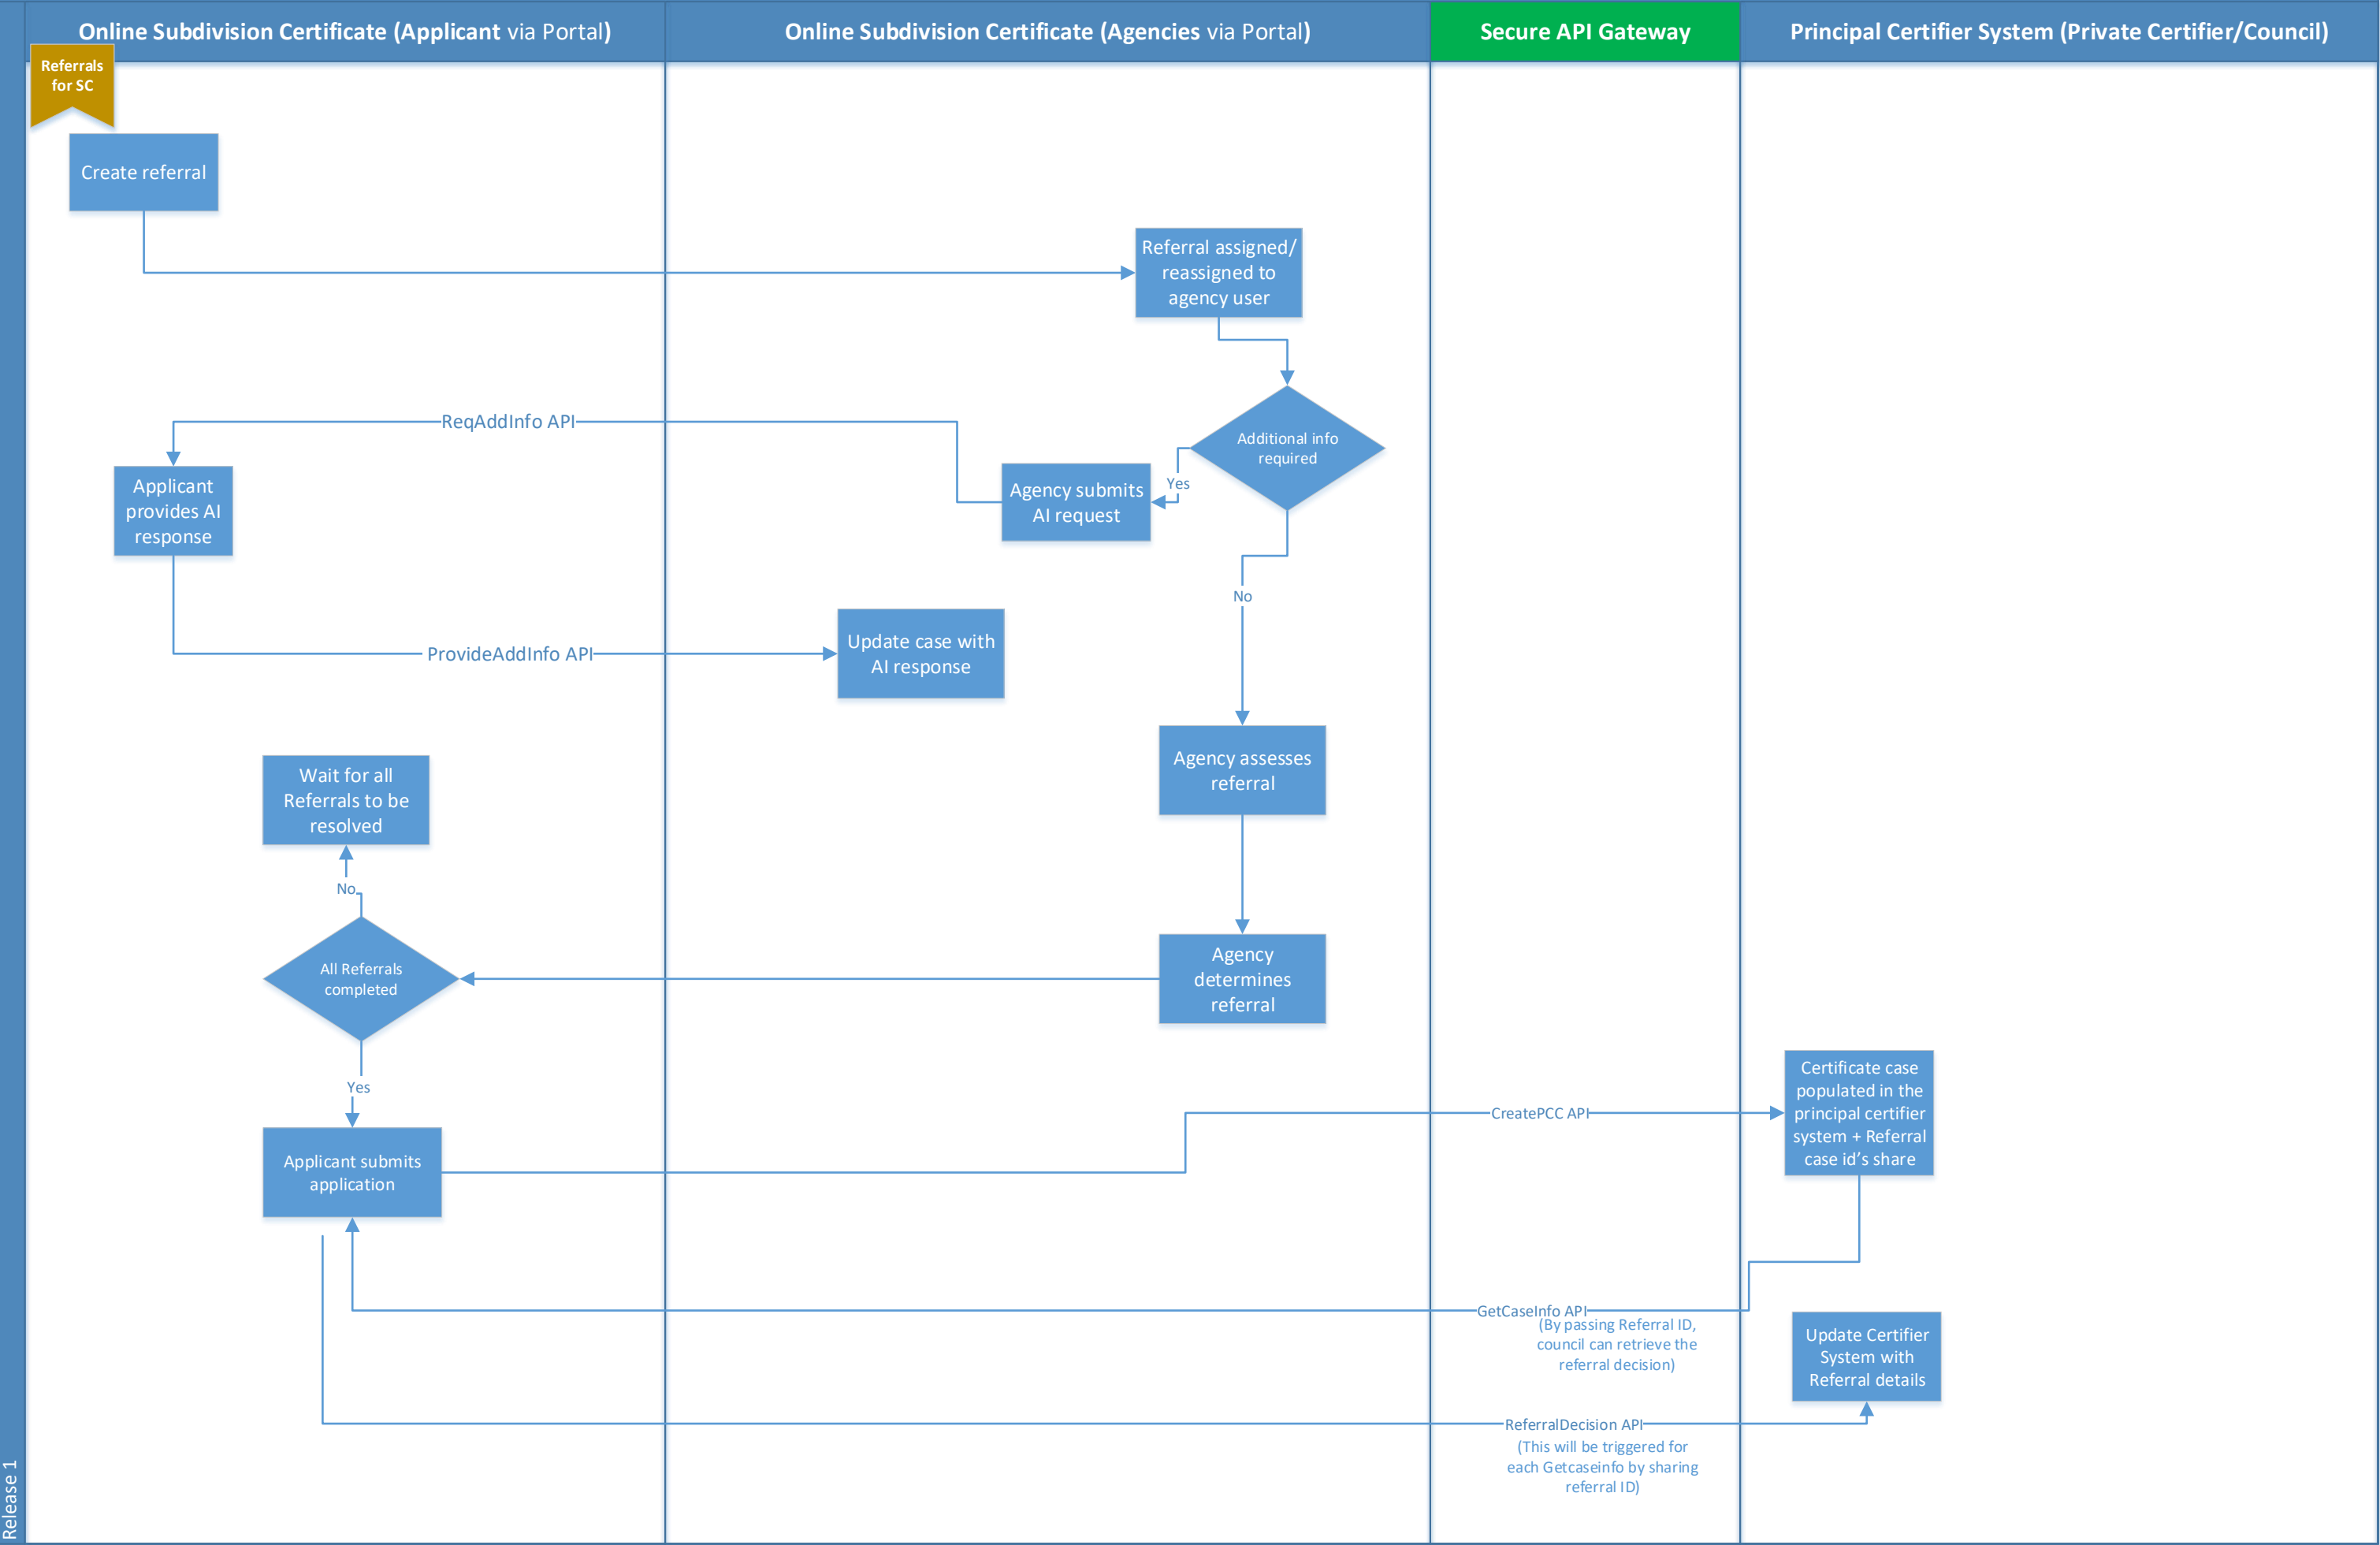 Online Subdivision Certificate (Applicant via Portal)
Online Subdivision Certificate (Agencies via Portal)
Secure API Gateway
Principal Certifier System (Private Certifier/Council)
Referrals
for SC
Create referral
Referral assigned/
reassigned to
agency user
Additional info
required
ReqAddInfo API
Yes
Agency submits
AI request
Applicant
provides AI
response
No
ProvideAddInfo API
Update case with
AI response
Agency assesses
referral
Wait for all
Referrals to be
resolved
No
All Referrals
completed
Agency
determines
referral
Yes
Applicant submits
application
CreatePCC API
Certificate case
populated in the
principal certifier
system + Referral
case id’s share
GetCaseInfo API
(By passing Referral ID,
council can retrieve the
referral decision)
Update Certifier
System with
Referral details
ReferralDecision API
(This will be triggered for
each Getcaseinfo by sharing
referral ID)
Release 1